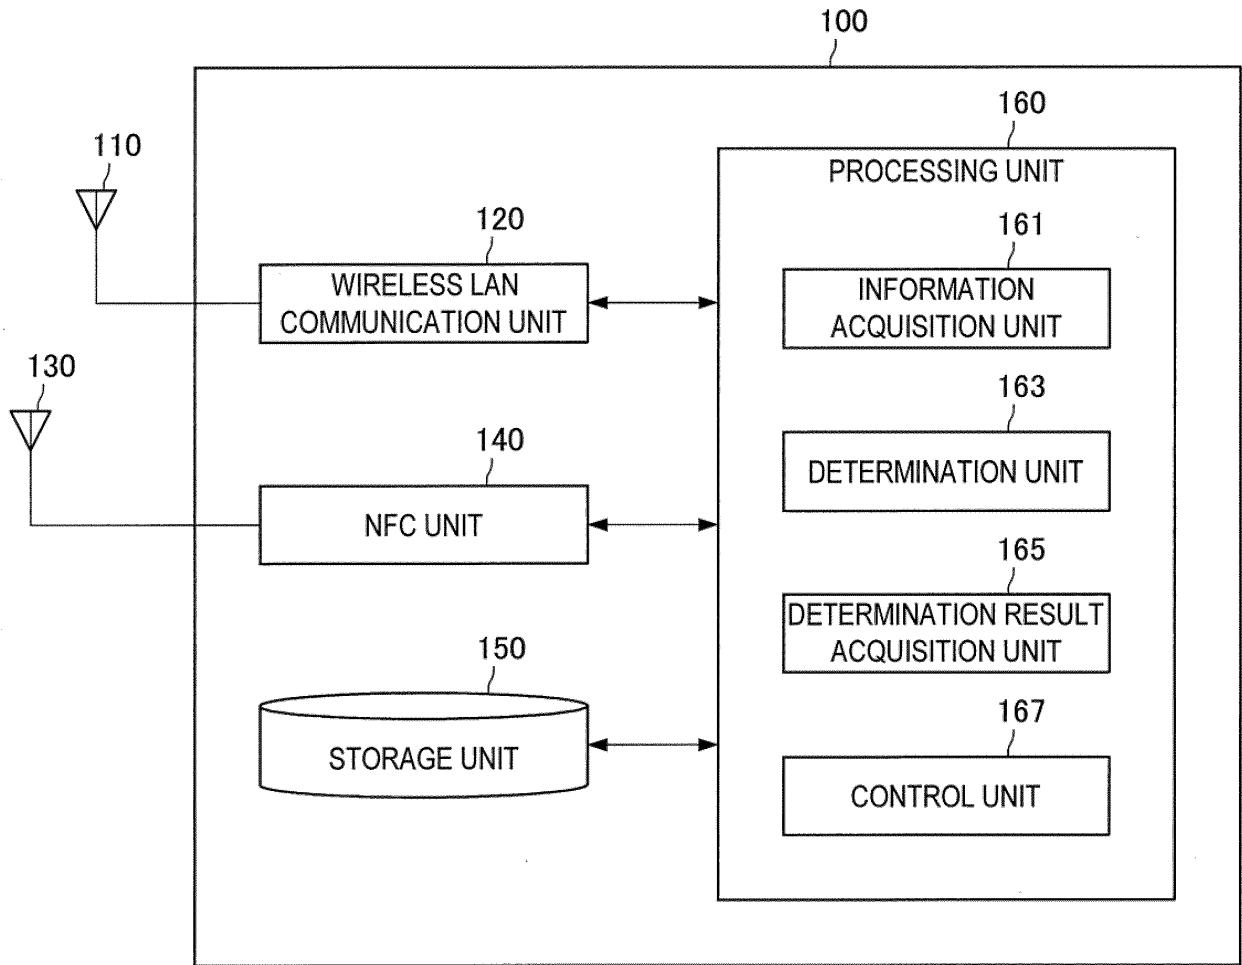 100
110
160
PROCESSING UNIT
120
WIRELESS LAN
COMMUNICATION UNIT
161
INFORMATION
ACQUISITION UNIT
130
140
NFC UNIT
163
DETERMINATION UNIT
165
DETERMINATION RESULT
ACQUISITION UNIT
150
STORAGE UNIT
167
CONTROL UNIT